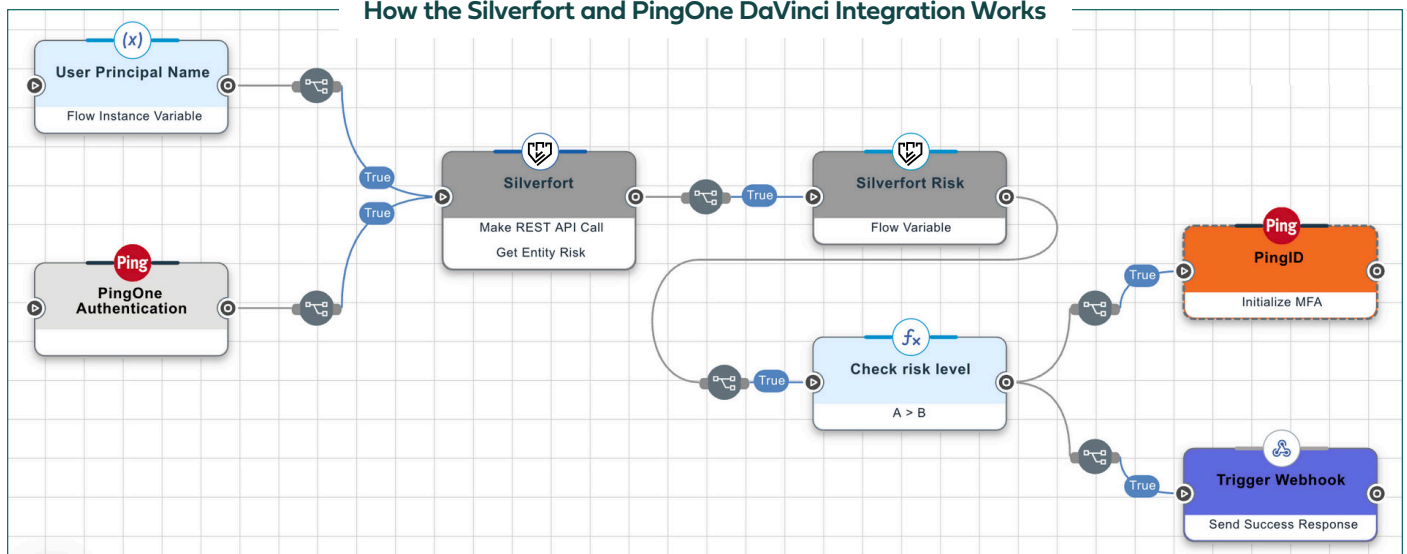 How the Silverfort and PingOne DaVinci Integration Works
(x)
User Principal Name
Flow Instance Variable
True
True
Ping
PingOne
Authentication
Silverfort
Make REST API Call
Get Entity Risk
True
Silverfort Risk
Flow Variable
True
fx
Check risk level
A > B
True
Ping
PingID
Initialize MFA
True
Trigger Webhook
Send Success Response